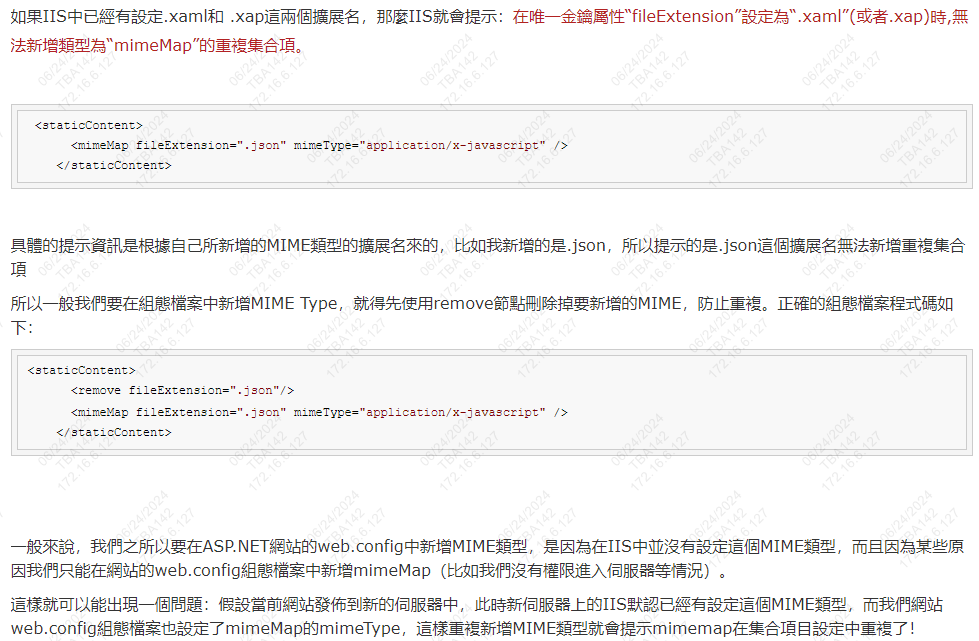 如果IIS中已經有設定.xaml和 .xap這兩個擴展名，那麼IIS就會提示：在唯一金鑰屬性“fileExtension”設定為“.xaml”(或者.xap)時,無
法新增類型為“mimeMap”的重複集合項。
<staticContent>
<mimeMap fileExtension=".json" mimeType="application/x-javascript" />
</staticContent>
具體的提示資訊是根據自己所新增的MIME類型的擴展名來的，比如我新增的是.json，所以提示的是.json這個擴展名無法新增重複集合
項
所以一般我們要在組態檔案中新增MIME Type，就得先使用remove節點刪除掉要新增的MIME，防止重複。正確的組態檔案程式碼如
下：
<staticContent>
<remove fileExtension=".json"/>
<mimeMap fileExtension=".json" mimeType="application/x-javascript" />
</staticContent>
一般來說，我們之所以要在ASP.NET網站的web.config中新增MIME類型，是因為在IIS中並沒有設定這個MIME類型，而且因為某些原
因我們只能在網站的web.config組態檔案中新增mimeMap（比如我們沒有權限進入伺服器等情況）。
這樣就可以能出現一個問題：假設當前網站發佈到新的伺服器中，此時新伺服器上的IIS默認已經有設定這個MIME類型，而我們網站
web.config組態檔案也設定了mimeMap的mimeType，這樣重複新增MIME類型就會提示mimemap在集合項目設定中重複了！
06/24/2024
TBA142
172.16.6.127